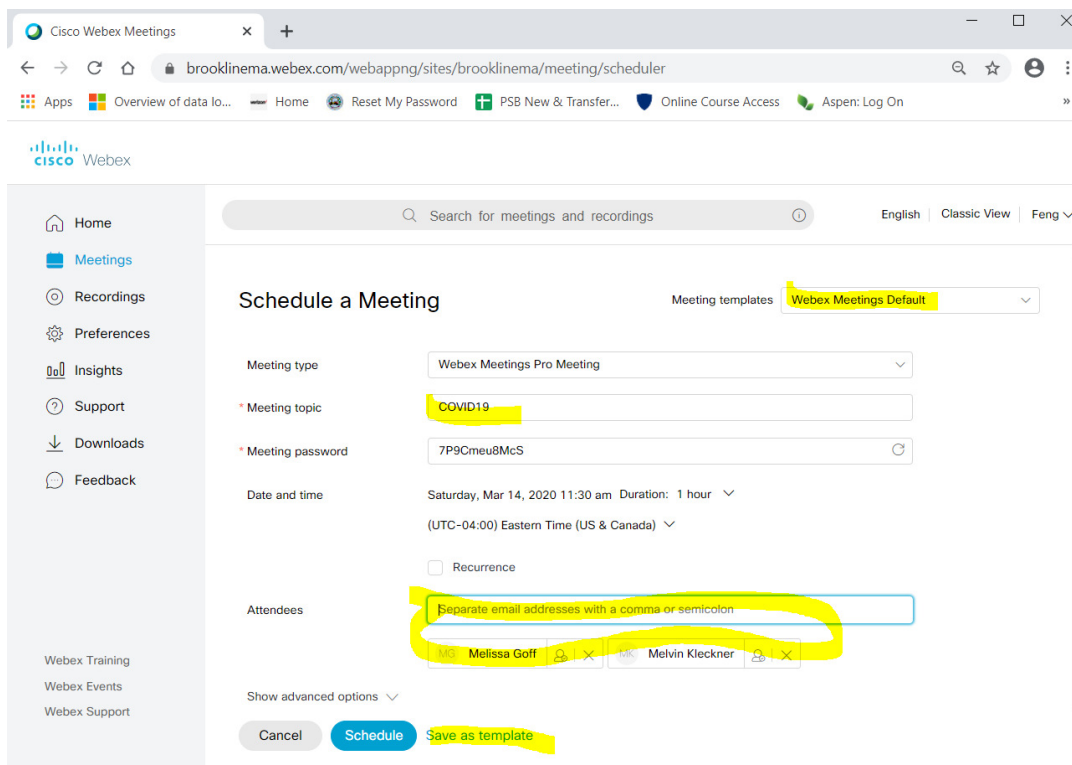 Cisco Webex Meetings
brooklinema.webex.com/webappng/sites/brooklinema/meeting/scheduler
Apps Overview of data lo... Home Reset My Password PSB New & Transfer... Online Course Access Aspen: Log On »
cisco Webex
Home
Meetings
Recordings
Preferences
Insights
Support
Downloads
Feedback
Webex Training
Webex Events
Webex Support
Search for meetings and recordings English Classic View Feng
Schedule a Meeting Meeting templates Webex Meetings Default
Meeting type Webex Meetings Pro Meeting
* Meeting topic COVID19
* Meeting password 7P9Cmeu8McS
Date and time Saturday, Mar 14, 2020 11:30 am Duration: 1 hour
(UTC-04:00) Eastern Time (US & Canada)
Recurrence
Attendees Separate email addresses with a comma or semicolon
MG Melissa Goff MK Melvin Kleckner
Show advanced options
Cancel Schedule Save as template